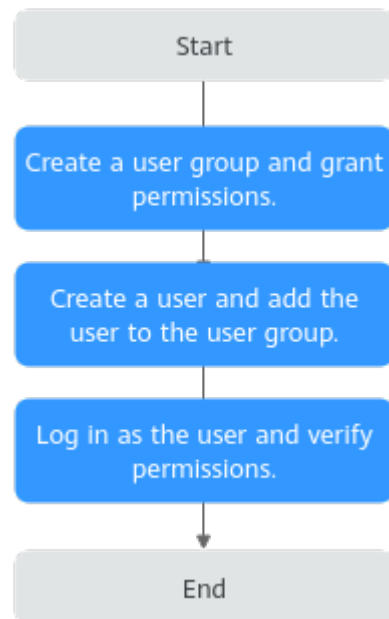 Start
Create a user group and grant
permissions.
Create a user and add the
user to the user group.
Log in as the user and verify
permissions.
End